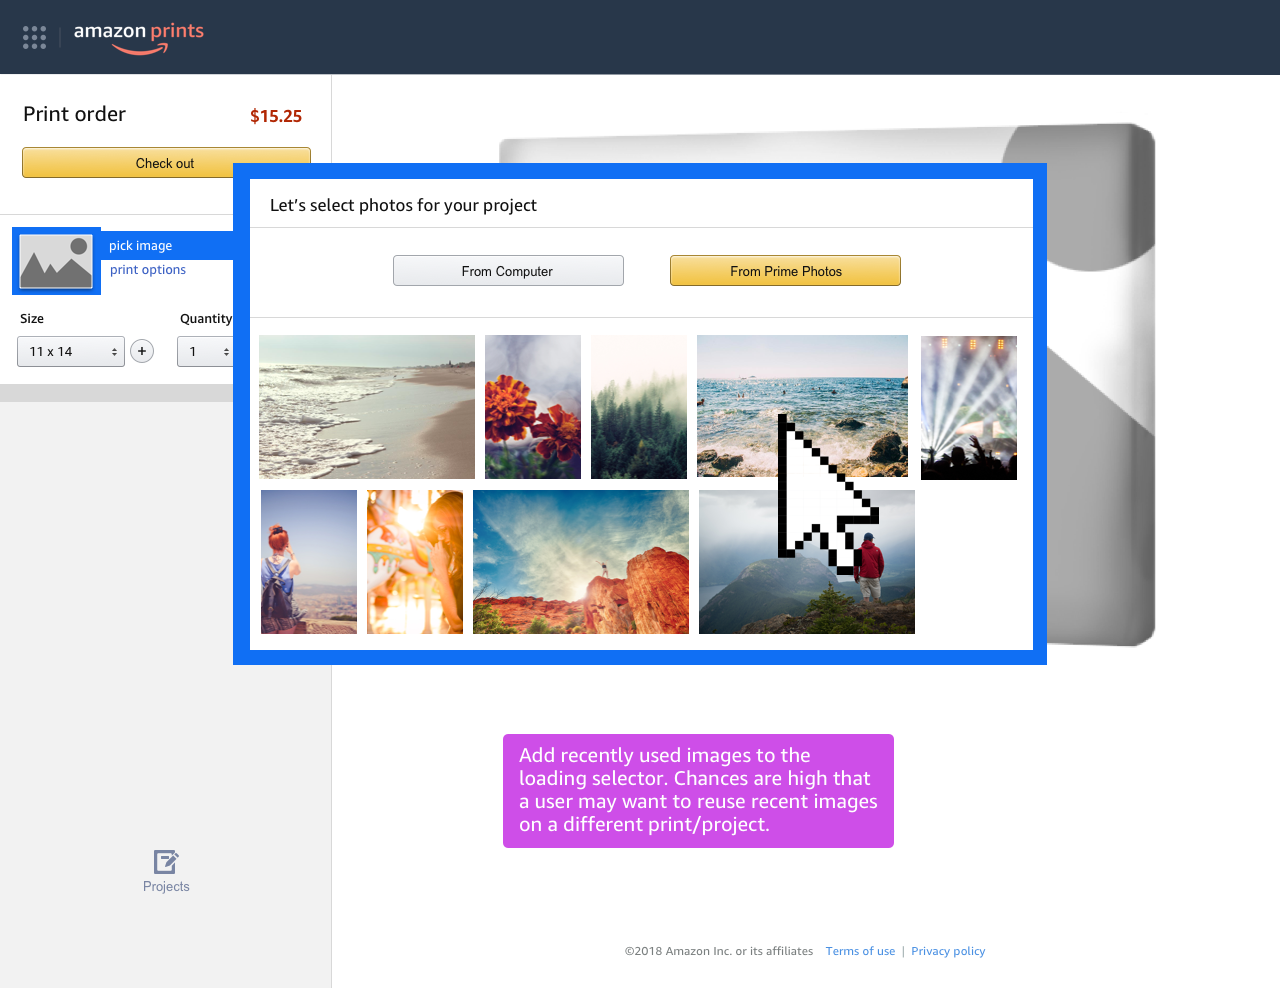 amazon prints
Print order
$15.25
Check out
Let's select photos for your project
pick image
From Computer
From Prime Photos
print options
Size
Quantity
11 x 14
+
1
Add recently used images to the
loading selector. Chances are high that
a user may want to reuse recent images
on a different print/project.
Projects
©2018 Amazon Inc. or its affiliates Terms of use | Privacy policy